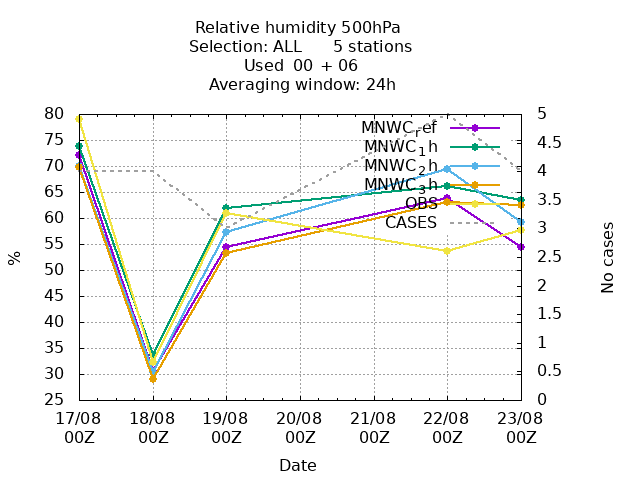 Relative humidity 500hPa
Selection: ALL      5 stations
Used  00 + 06
Averaging window: 24h
80 5
MNWC_ref
75 4.5
MNWC_1h
70 4
MNWC_2h
65 3.5
MNWC_3h
OBS
60 3
CASES
55 2.5
50 2
45 1.5
40 1
35 0.5
30 0
25
%
No cases
17/08 18/08 19/08 20/08 21/08 22/08 23/08
00Z 00Z 00Z 00Z 00Z 00Z 00Z
Date